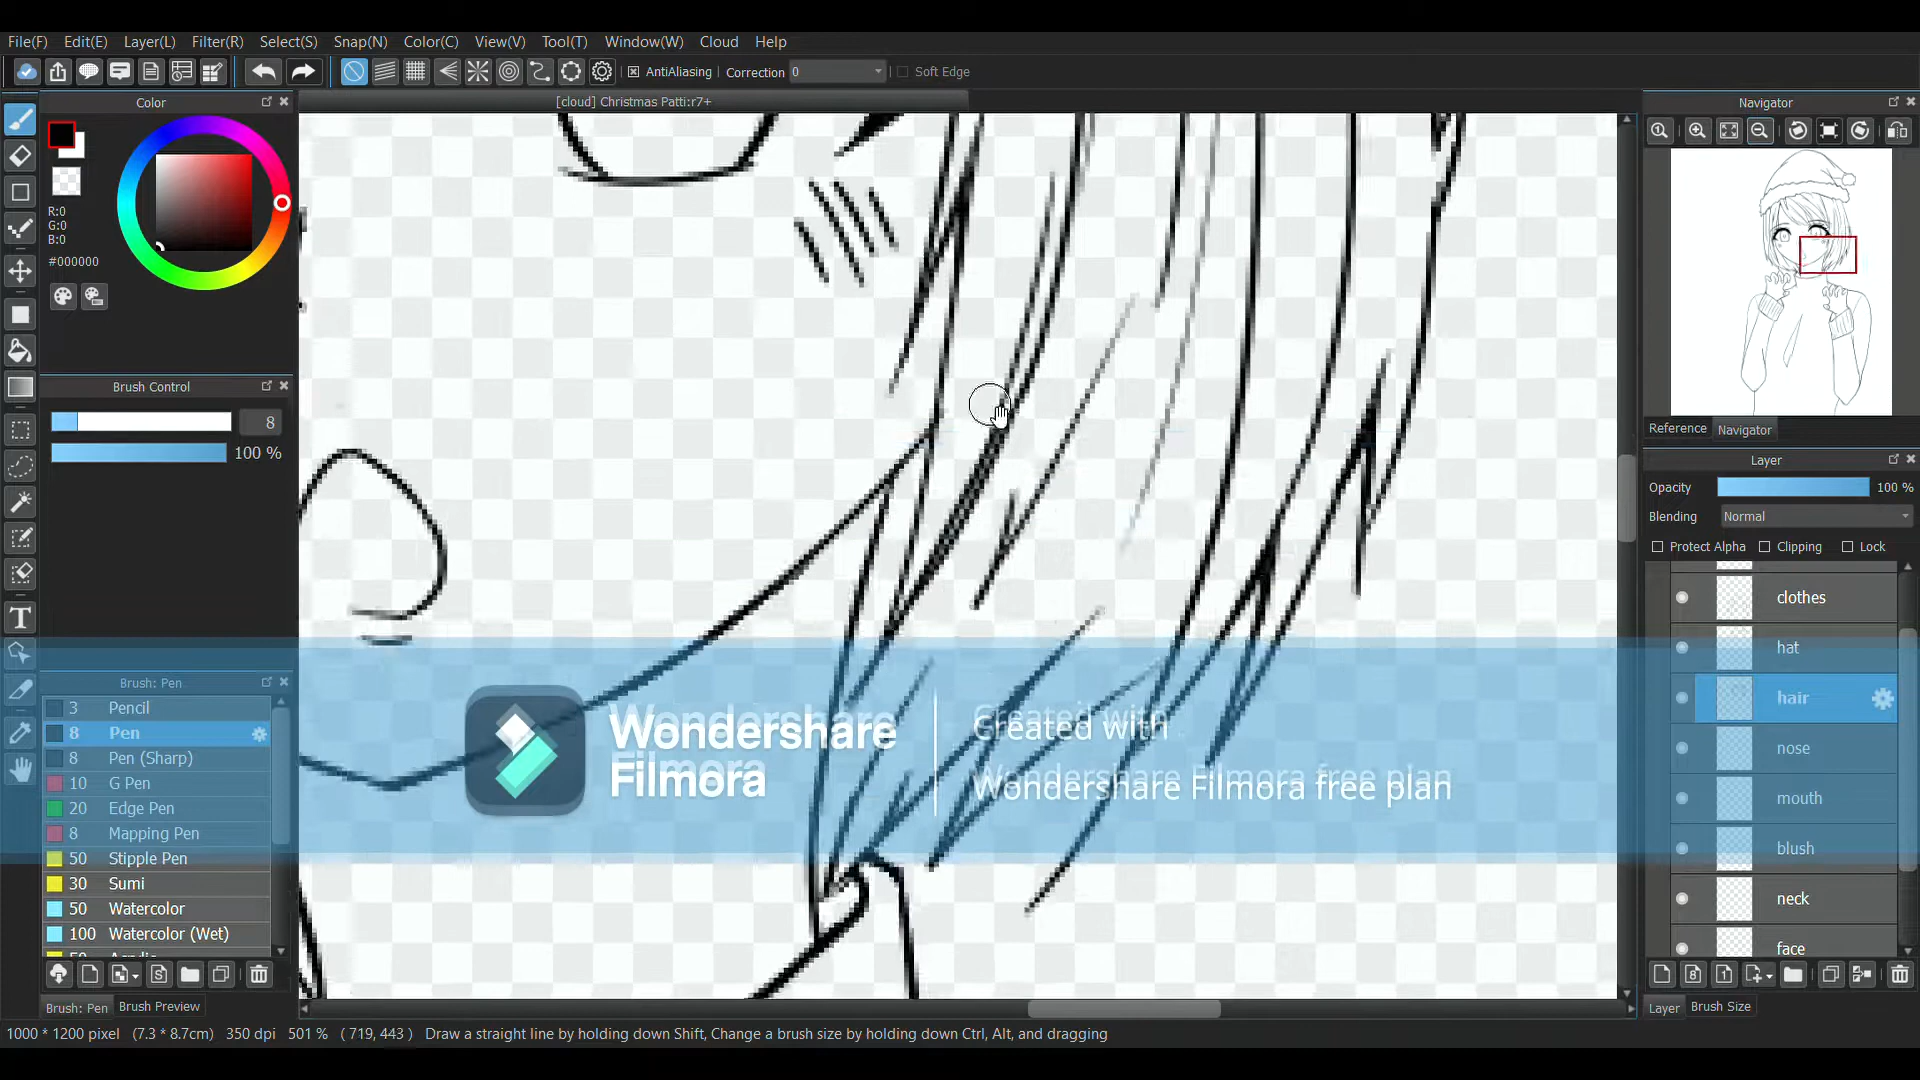 File(F) Edit(E) Layer(L) Filter(R) Select(S) Snap(N) Color(C) View(V) Tool(T) Window(W) Cloud Help
AntiAliasing Correction 0 Soft Edge
Color
[cloud] Christmas Patti:r7+
Navigator
R:0
G:0
B:0
#000000
Brush Control
8
100 %
Reference Navigator
Layer
Opacity 100 %
Blending Normal
Protect Alpha Clipping Lock
clothes
hat
hair
nose
mouth
blush
neck
face
Brush: Pen
3 Pencil
8 Pen
8 Pen (Sharp)
10 G Pen
20 Edge Pen
8 Mapping Pen
50 Stipple Pen
30 Sumi
50 Watercolor
100 Watercolor (Wet)
Wondershare
Filmora
Created with
Wondershare Filmora free plan
Brush: Pen Brush Preview
Layer Brush Size
1000 * 1200 pixel (7.3 * 8.7cm) 350 dpi 501 % ( 719, 443 ) Draw a straight line by holding down Shift, Change a brush size by holding down Ctrl, Alt, and dragging